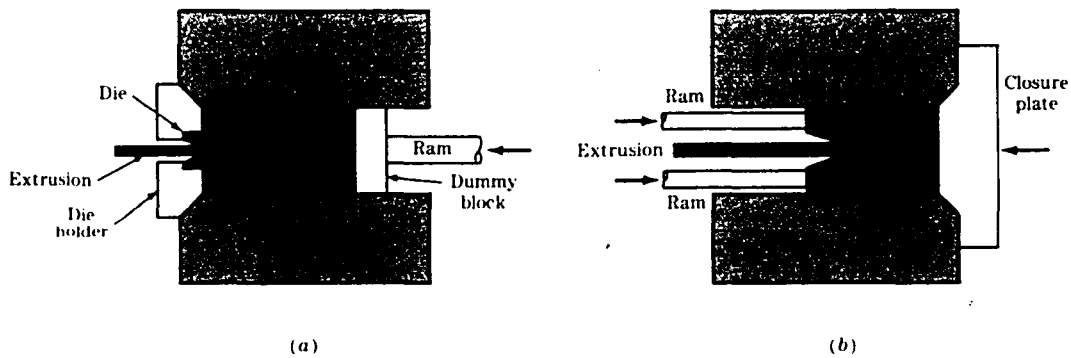 Die
Extrusion
Die
holder
Ram
Dummy
block
(a)
Ram
Extrusion
Ram
Closure
plate
(b)